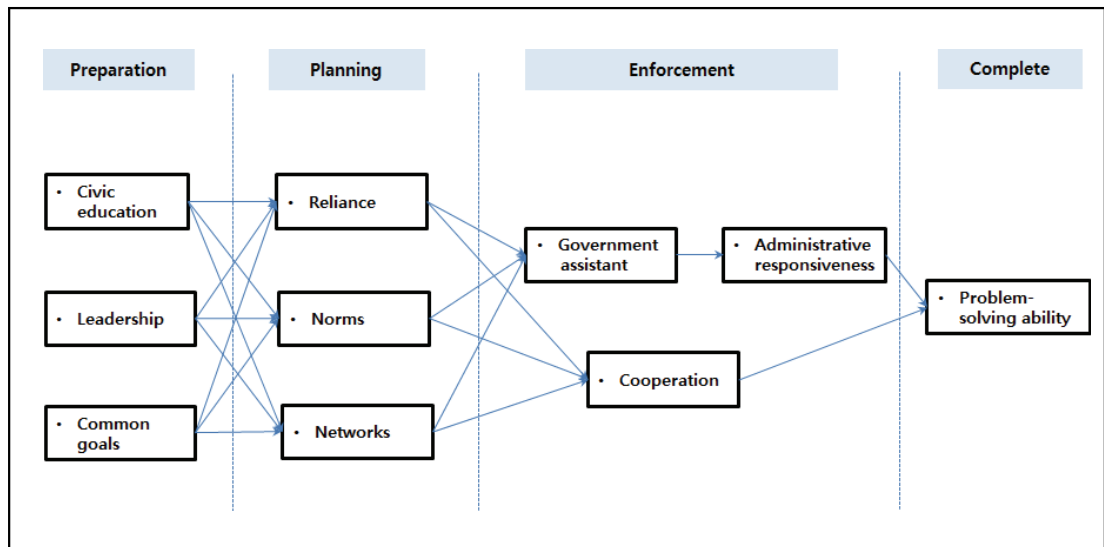 Preparation
Planning
Enforcement
Complete
• Civic
education
• Reliance
• Government
assistant
• Administrative
responsiveness
• Leadership
• Norms
• Problem-
solving ability
• Cooperation
• Common
goals
• Networks